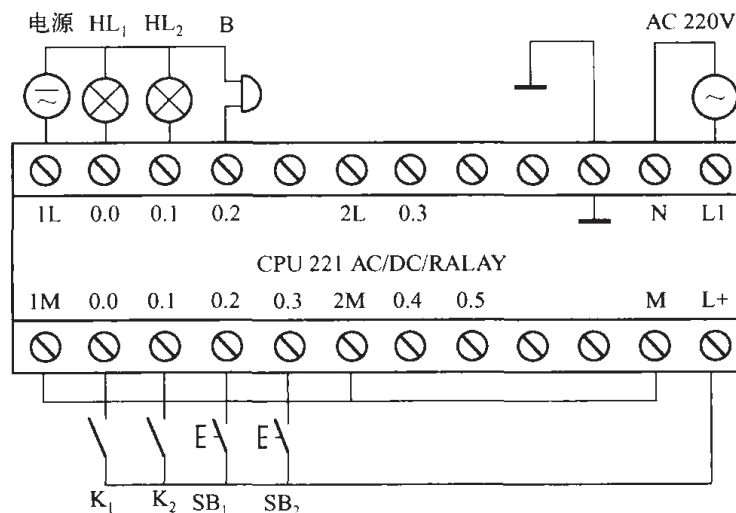 电源 HL₁ HL₂ B AC 220V
1L 0.0 0.1 0.2 2L 0.3 N L1
CPU 221 AC/DC/RALAY
1M 0.0 0.1 0.2 0.3 2M 0.4 0.5 M L+
K₁ K₂ SB₁ SB₂